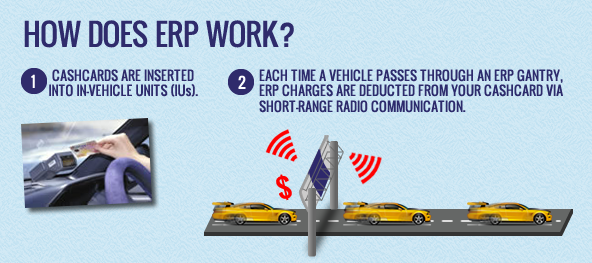 HOW DOES ERP WORK?
1 CASHCARDS ARE INSERTED
INTO IN-VEHICLE UNITS (IUs).
2 EACH TIME A VEHICLE PASSES THROUGH AN ERP GANTRY,
ERP CHARGES ARE DEDUCTED FROM YOUR CASHCARD VIA
SHORT-RANGE RADIO COMMUNICATION.
$